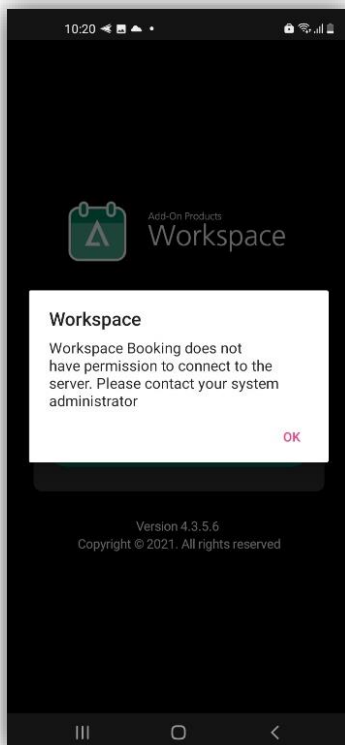 10:20
Add-On Products
Workspace
Workspace
Workspace Booking does not
have permission to connect to the
server. Please contact your system
administrator
OK
Version 4.3.5.6
Copyright © 2021. All rights reserved